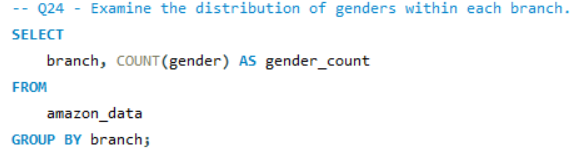 -- Q24 - Examine the distribution of genders within each branch.
SELECT
branch, COUNT(gender) AS gender_count
FROM
amazon_data
GROUP BY branch;